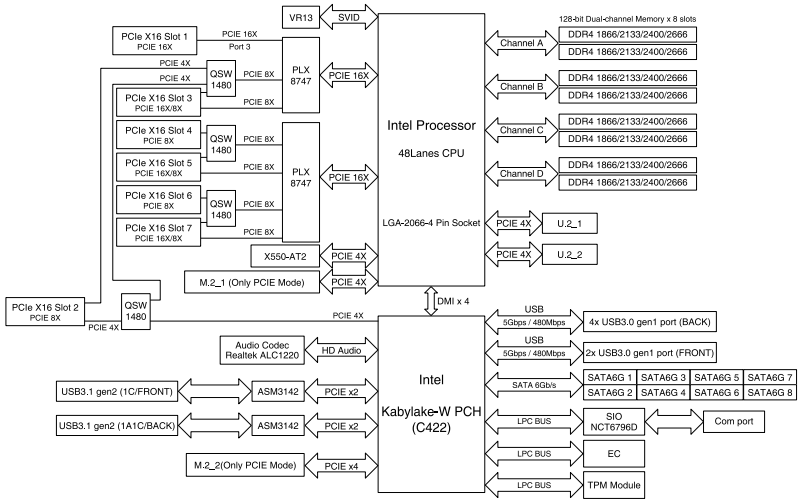 128-bit Dual-channel Memory x 8 slots
VR13
SVID
PCIe X16 Slot 1
PCIE 16X
PCIE 16X
Port 3
PLX
8747
PCIE 16X
PCIE 4X
PCIE 4X
QSW
1480
PCIE 8X
PCIe X16 Slot 3
PCIE 16X/8X
PCIE 8X
PCIe X16 Slot 4
PCIE 8X
QSW
1480
PCIE 8X
PCIe X16 Slot 5
PCIE 16X/8X
PCIE 8X
PLX
8747
PCIE 16X
PCIe X16 Slot 6
PCIE 8X
QSW
1480
PCIE 8X
PCIe X16 Slot 7
PCIE 16X/8X
PCIE 8X
X550-AT2
PCIE 4X
M.2_1 (Only PCIE Mode)
PCIE 4X
Intel Processor
48Lanes CPU
LGA-2066-4 Pin Socket
Channel A
DDR4 1866/2133/2400/2666
DDR4 1866/2133/2400/2666
Channel B
DDR4 1866/2133/2400/2666
DDR4 1866/2133/2400/2666
Channel C
DDR4 1866/2133/2400/2666
DDR4 1866/2133/2400/2666
Channel D
DDR4 1866/2133/2400/2666
DDR4 1866/2133/2400/2666
PCIE 4X
U.2_1
PCIE 4X
U.2_2
DMI x 4
PCIe X16 Slot 2
PCIE 8X
PCIE 4X
QSW
1480
PCIE 4X
Audio Codec
Realtek ALC1220
HD Audio
USB3.1 gen2 (1C/FRONT)
ASM3142
PCIE x2
USB3.1 gen2 (1A1C/BACK)
ASM3142
PCIE x2
M.2_2(Only PCIE Mode)
PCIE x4
Intel
Kabylake-W PCH
(C422)
USB
5Gbps / 480Mbps
4x USB3.0 gen1 port (BACK)
USB
5Gbps / 480Mbps
2x USB3.0 gen1 port (FRONT)
SATA 6Gb/s
SATA6G 1
SATA6G 3
SATA6G 5
SATA6G 7
SATA6G 2
SATA6G 4
SATA6G 6
SATA6G 8
LPC BUS
SIO
NCT6796D
Com port
LPC BUS
EC
LPC BUS
TPM Module